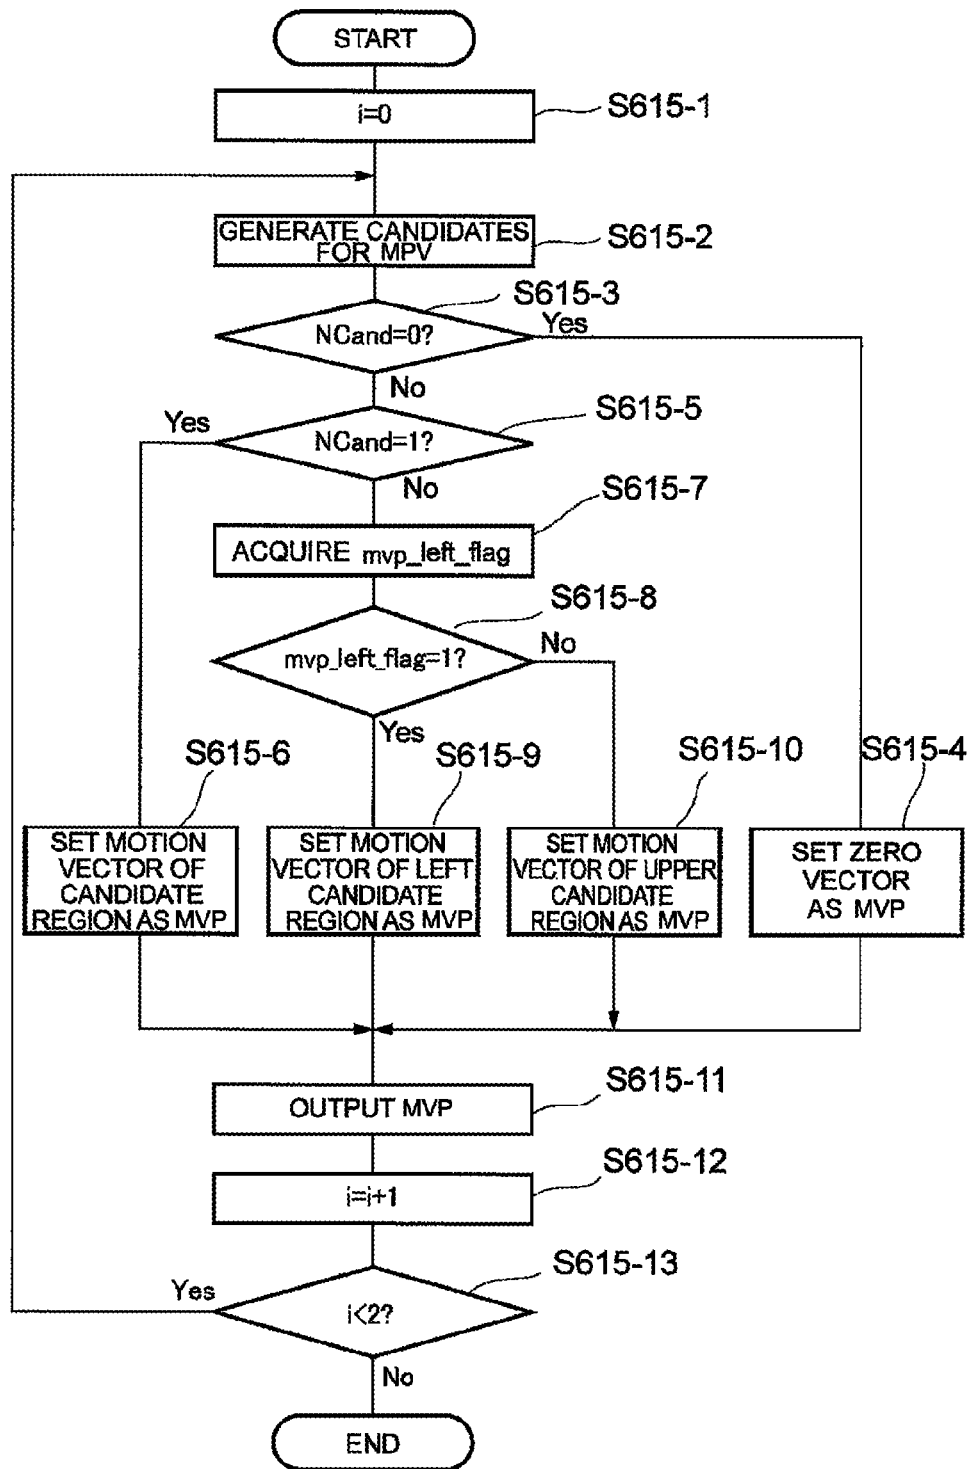 START
i=0
S615-1
GENERATE CANDIDATES
FOR MPV
S615-2
S615-3
NCand=0?
Yes
No
S615-5
Yes
NCand=1?
No
S615-7
ACQUIRE mvp_left_flag
S615-8
mvp_left_flag=1?
No
Yes
S615-6
S615-9
S615-10
S615-4
SET MOTION
VECTOR OF
CANDIDATE
REGION AS MVP
SET MOTION
VECTOR OF LEFT
CANDIDATE
REGION AS MVP
SET MOTION
VECTOR OF UPPER
CANDIDATE
REGION AS MVP
SET ZERO
VECTOR
AS MVP
OUTPUT MVP
S615-11
i=i+1
S615-12
S615-13
Yes
i<2?
No
END